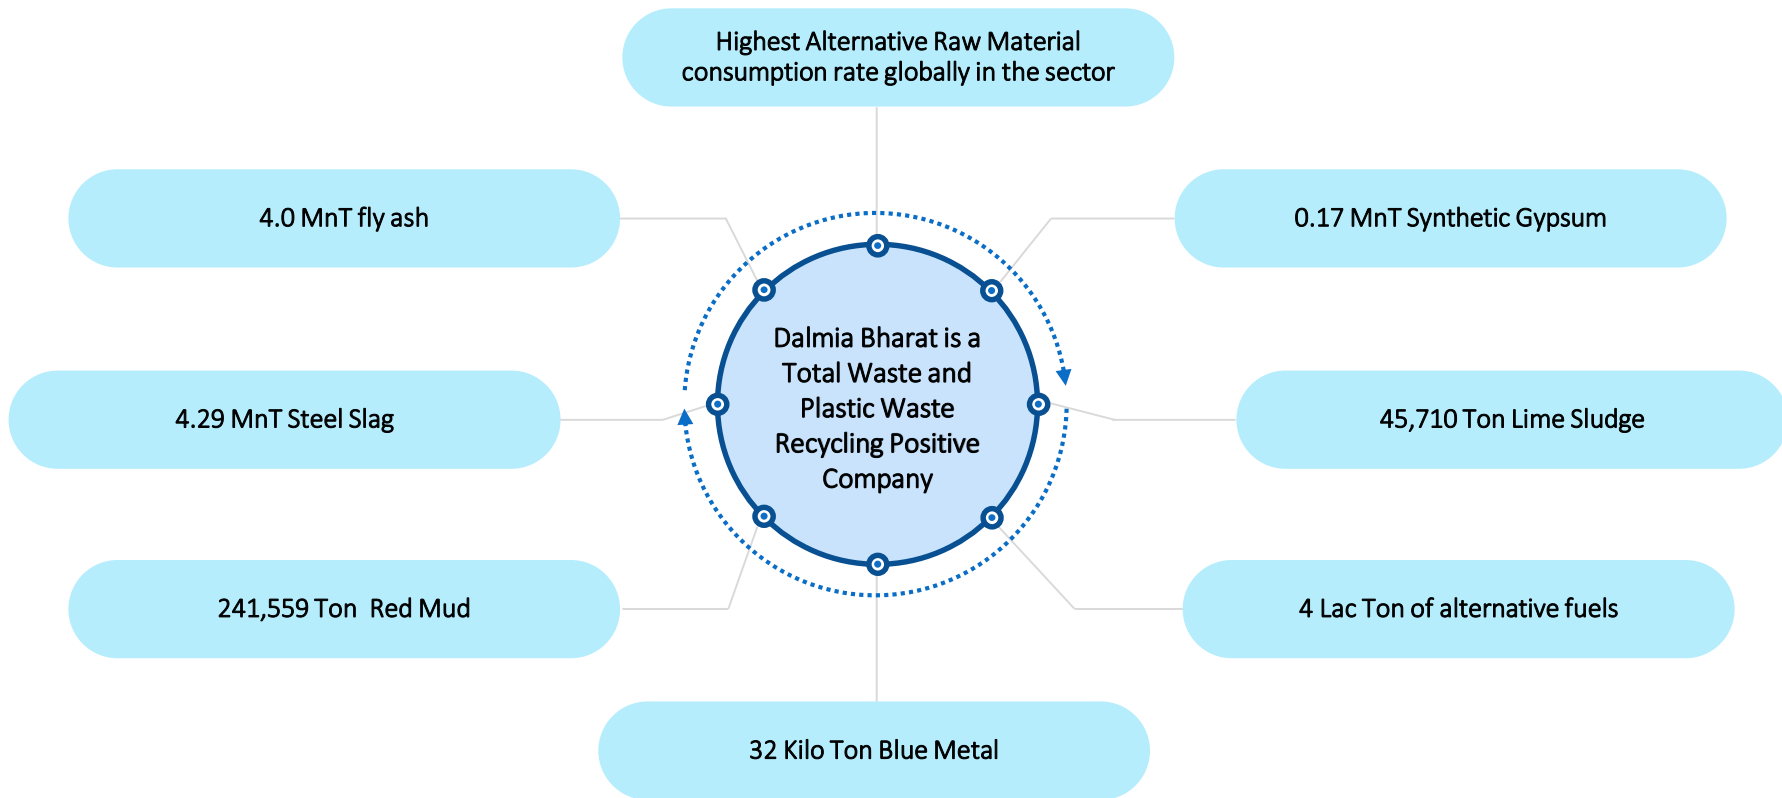 Highest Alternative Raw Material
consumption rate globally in the sector
4.0 MnT fly ash
0.17 MnT Synthetic Gypsum
Dalmia Bharat is a
Total Waste and
Plastic Waste
Recycling Positive
Company
4.29 MnT Steel Slag
45,710 Ton Lime Sludge
241,559 Ton  Red Mud
4 Lac Ton of alternative fuels
32 Kilo Ton Blue Metal